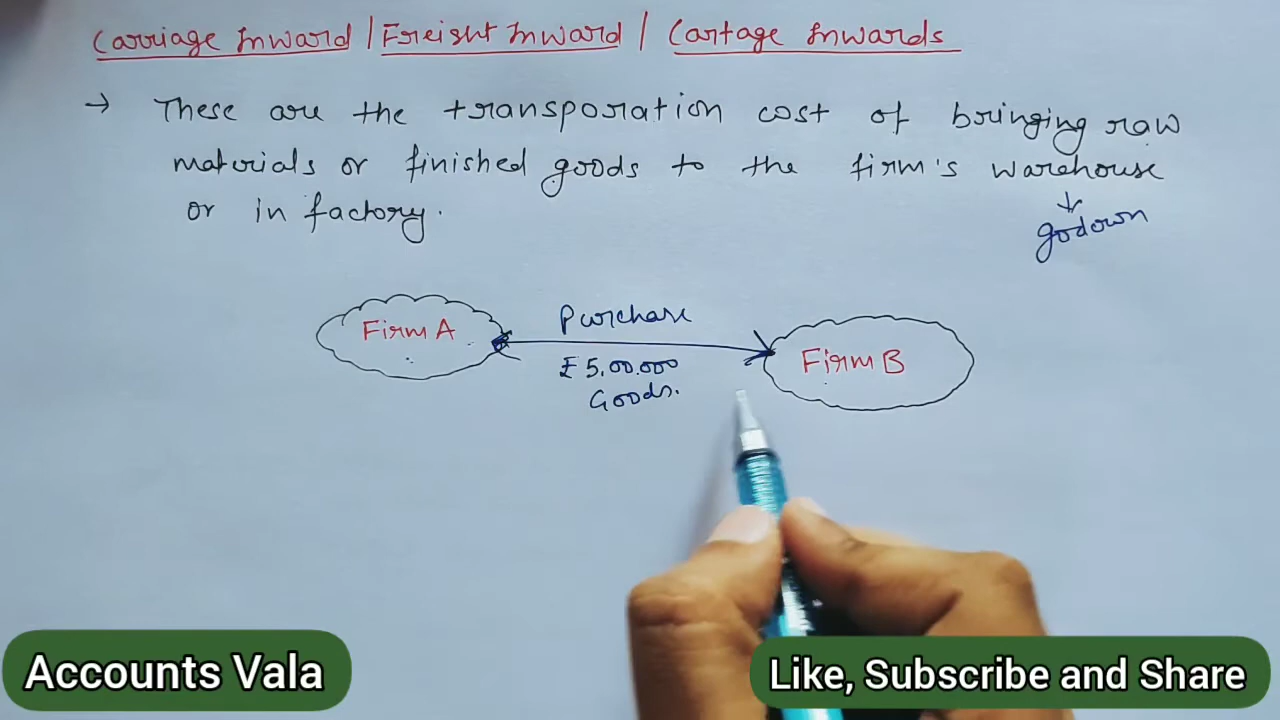 Carriage Inward / Freight Inward / Cartage Inwards
→ These are the transporation cost of bringing raw
materials or finished goods to the firm's warehouse
or in factory.
↓
godown
Firm A
Purchase
₹ 5,00,000
Goods.
Firm B
Accounts Vala
Like, Subscribe and Share